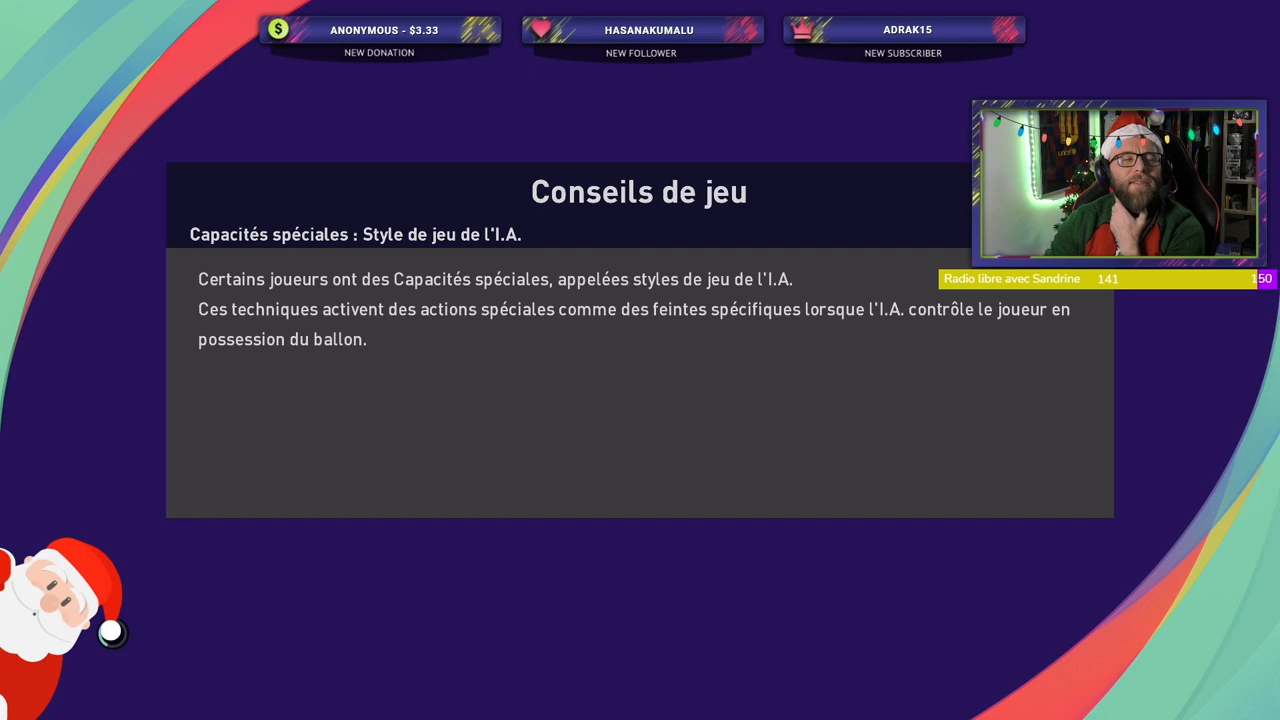 ANONYMOUS - $3.33
NEW DONATION
HASANAKUMALU
NEW FOLLOWER
ADRAK15
NEW SUBSCRIBER
Conseils de jeu
Capacités spéciales : Style de jeu de l'I.A.
Radio libre avec Sandrine 141 150
Certains joueurs ont des Capacités spéciales, appelées styles de jeu de l'I.A.
Ces techniques activent des actions spéciales comme des feintes spécifiques lorsque l'I.A. contrôle le joueur en
possession du ballon.